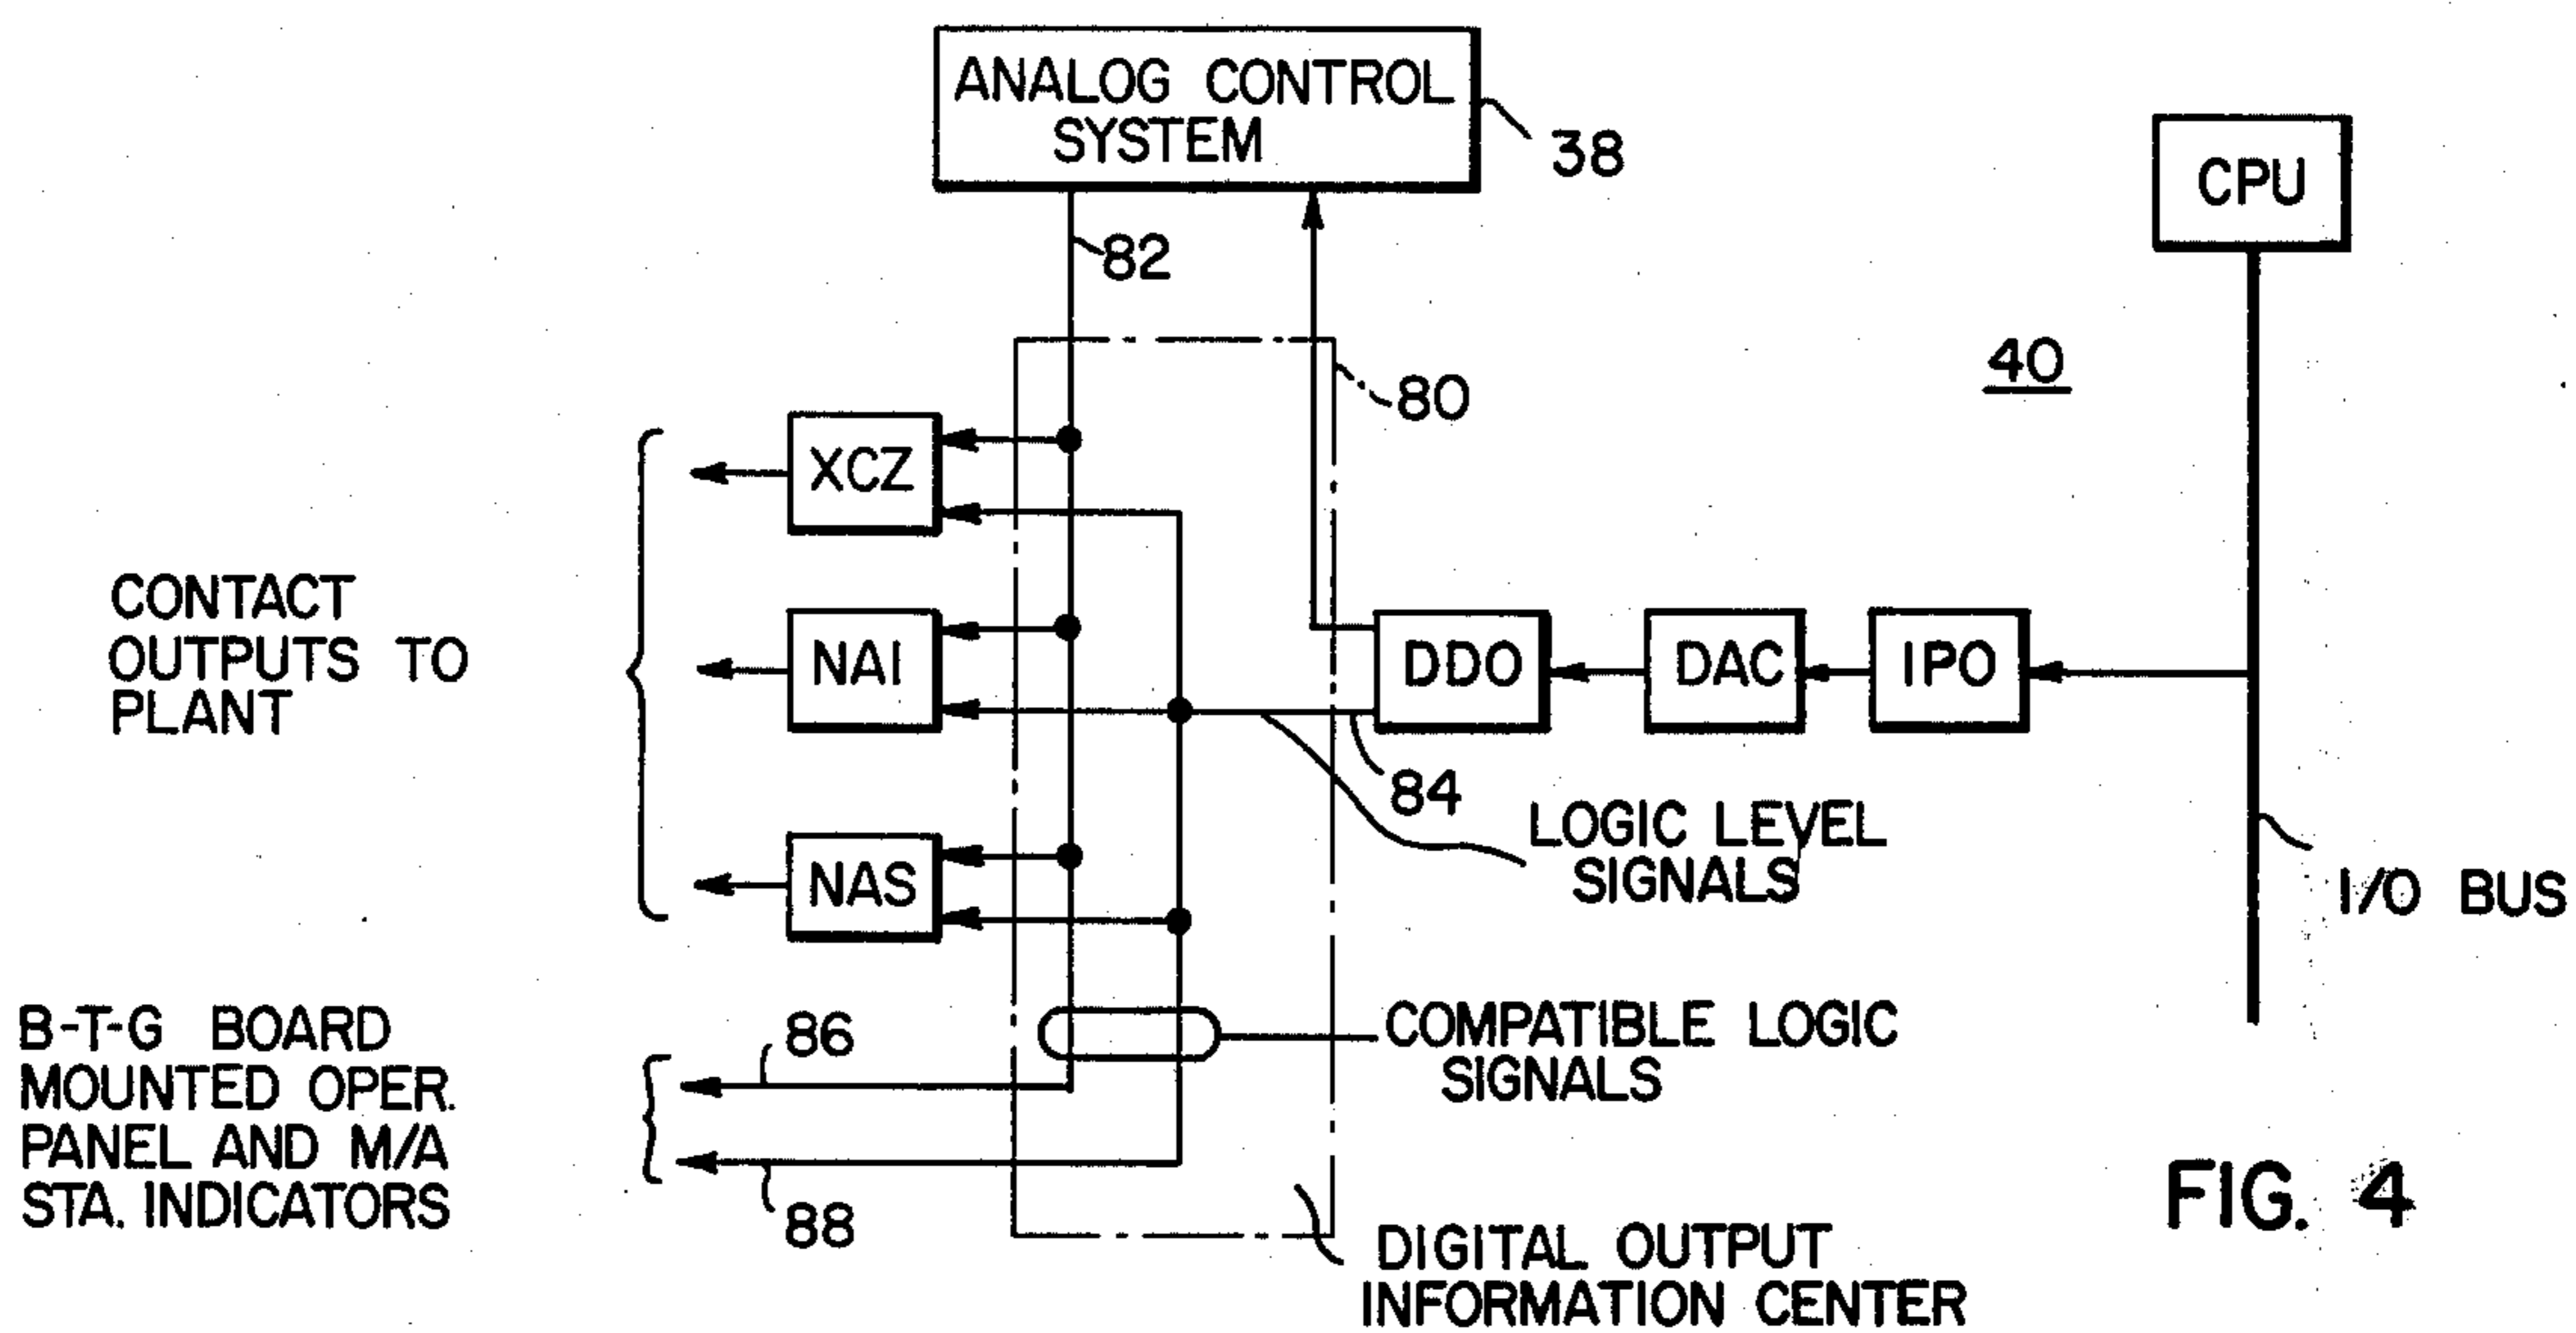 ANALOG CONTROL
SYSTEM
38
CPU
82
40
80
XCZ
CONTACT
OUTPUTS TO
PLANT
NAI
DDO
DAC
IPO
84
LOGIC LEVEL
SIGNALS
NAS
I/O BUS
B-T-G BOARD
MOUNTED OPER.
PANEL AND M/A
STA. INDICATORS
86
COMPATIBLE LOGIC
SIGNALS
88
DIGITAL OUTPUT
INFORMATION CENTER
FIG. 4